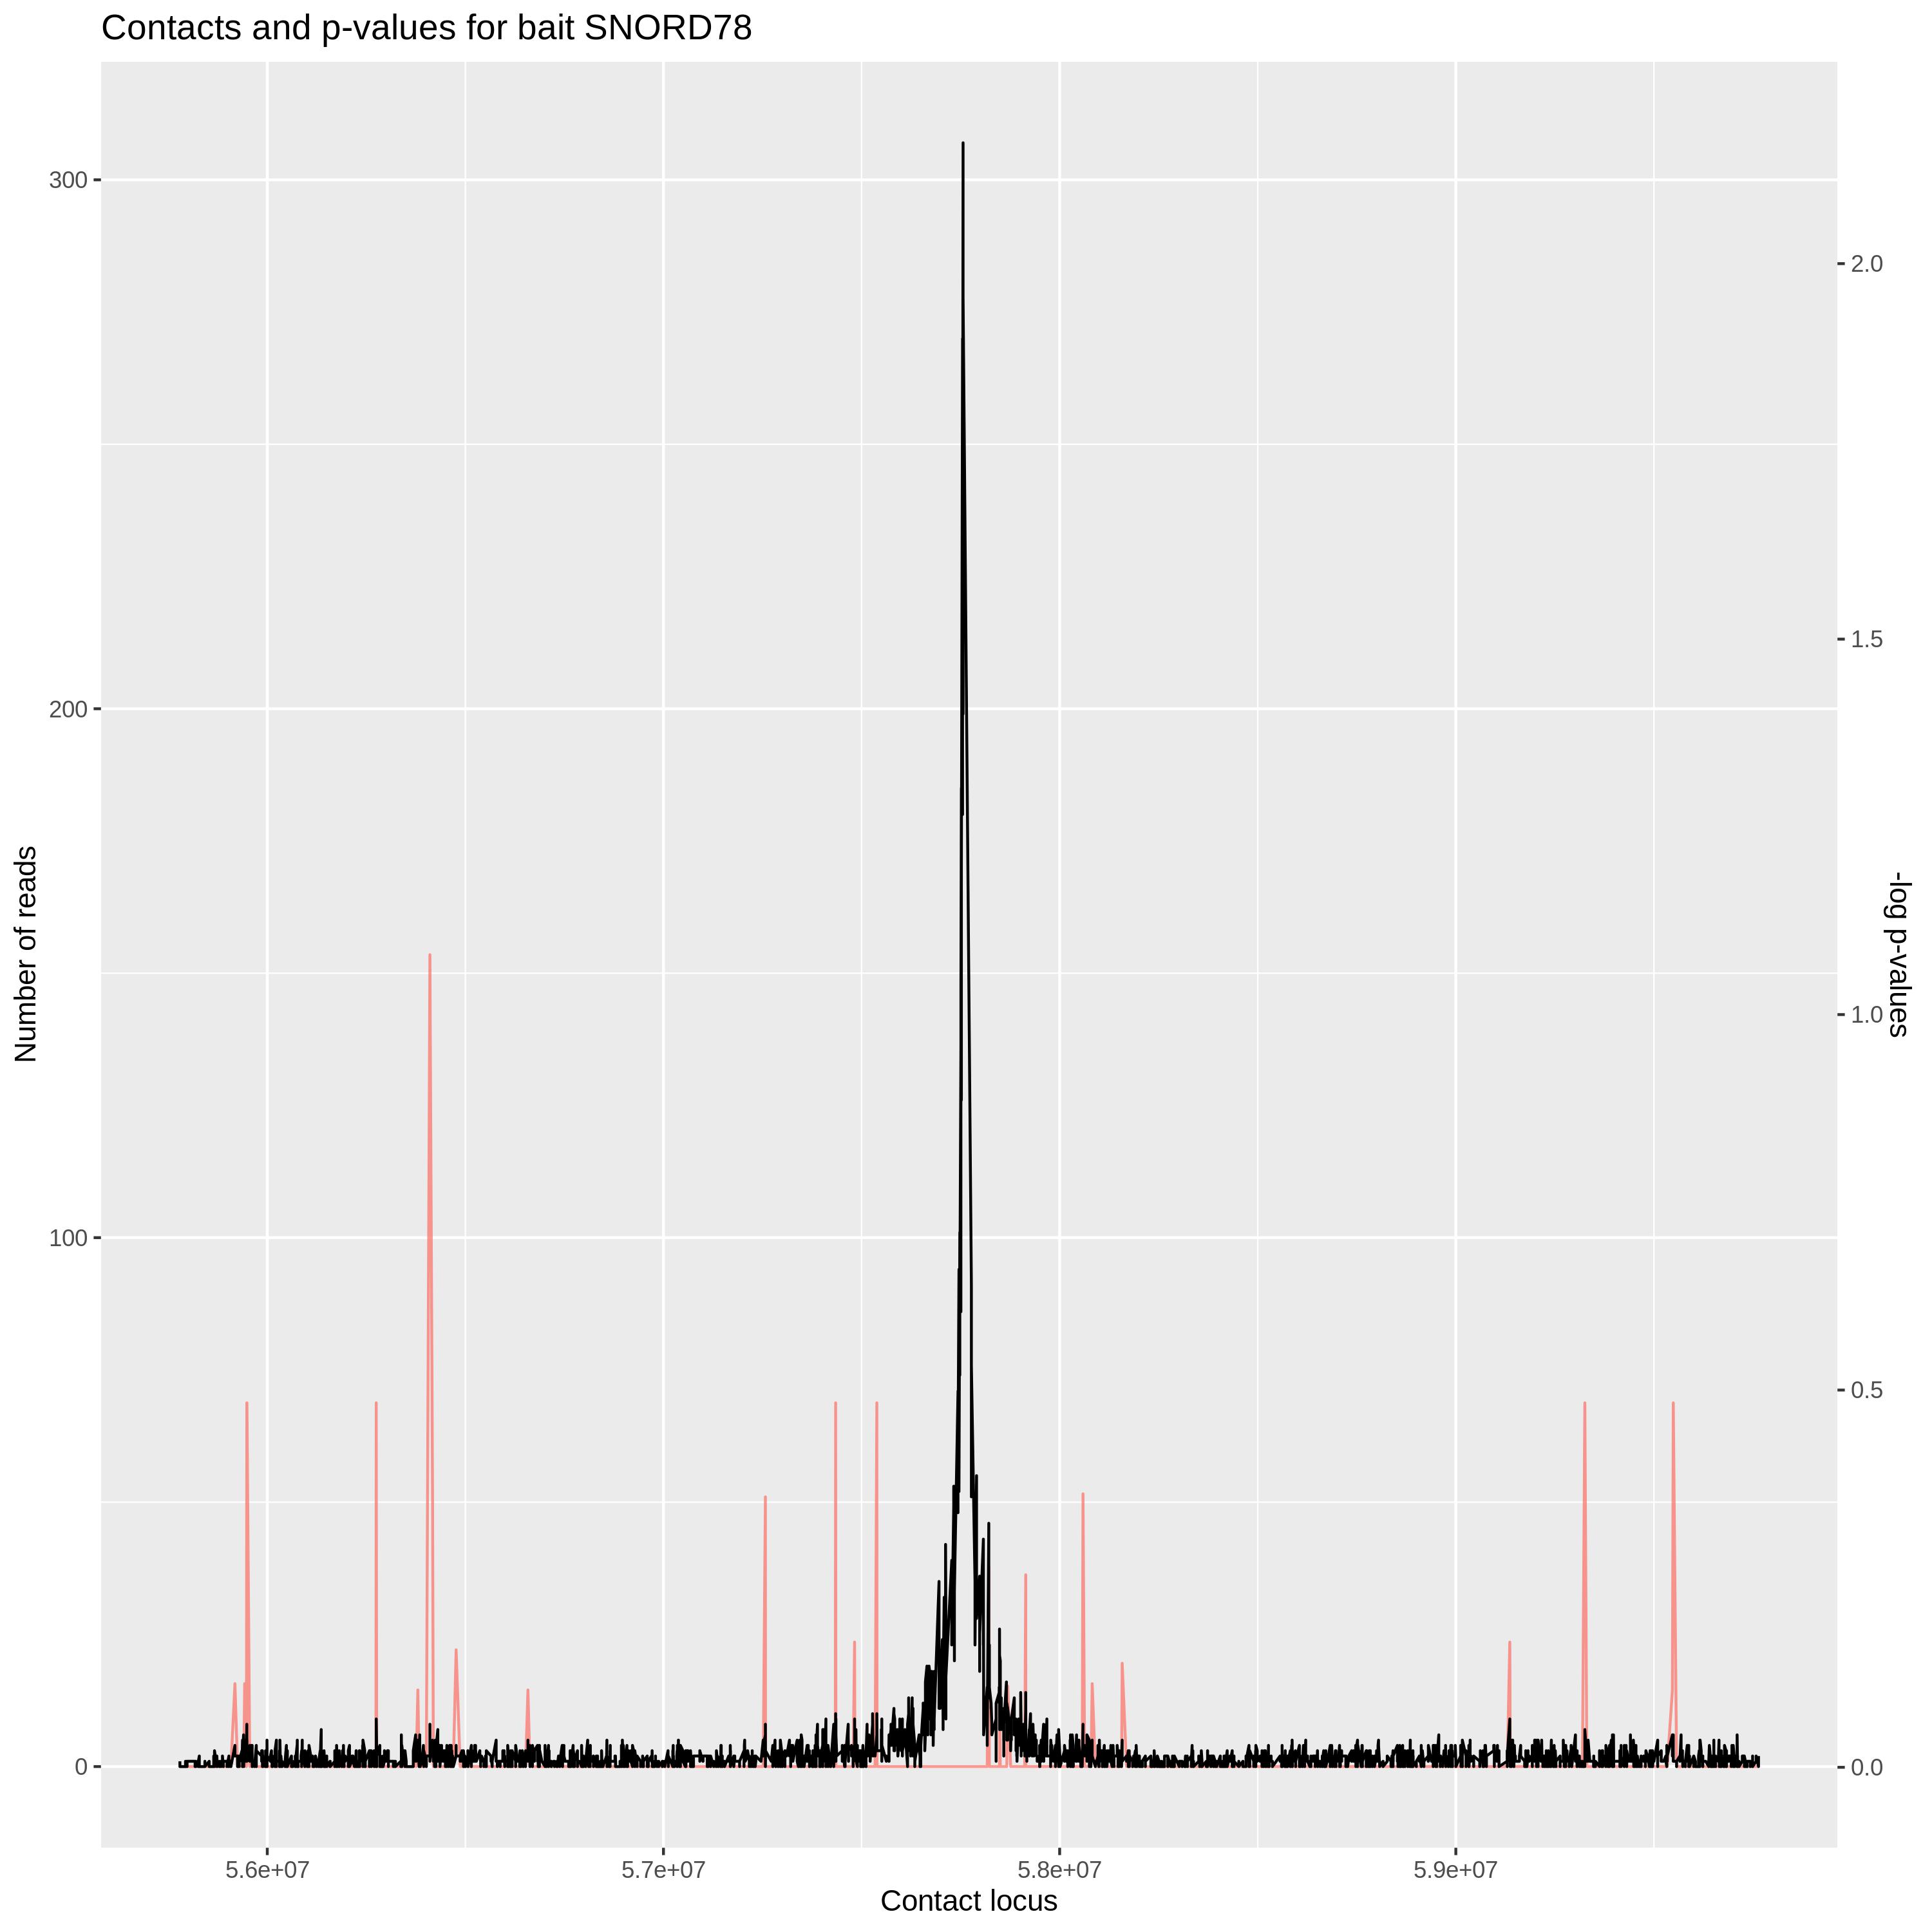 Contacts and p-values for bait SNORD78
300
200
100
0
Number of reads
2.0
1.5
1.0
0.5
0.0
-log p-values
5.6e+07 5.7e+07 5.8e+07 5.9e+07
Contact locus